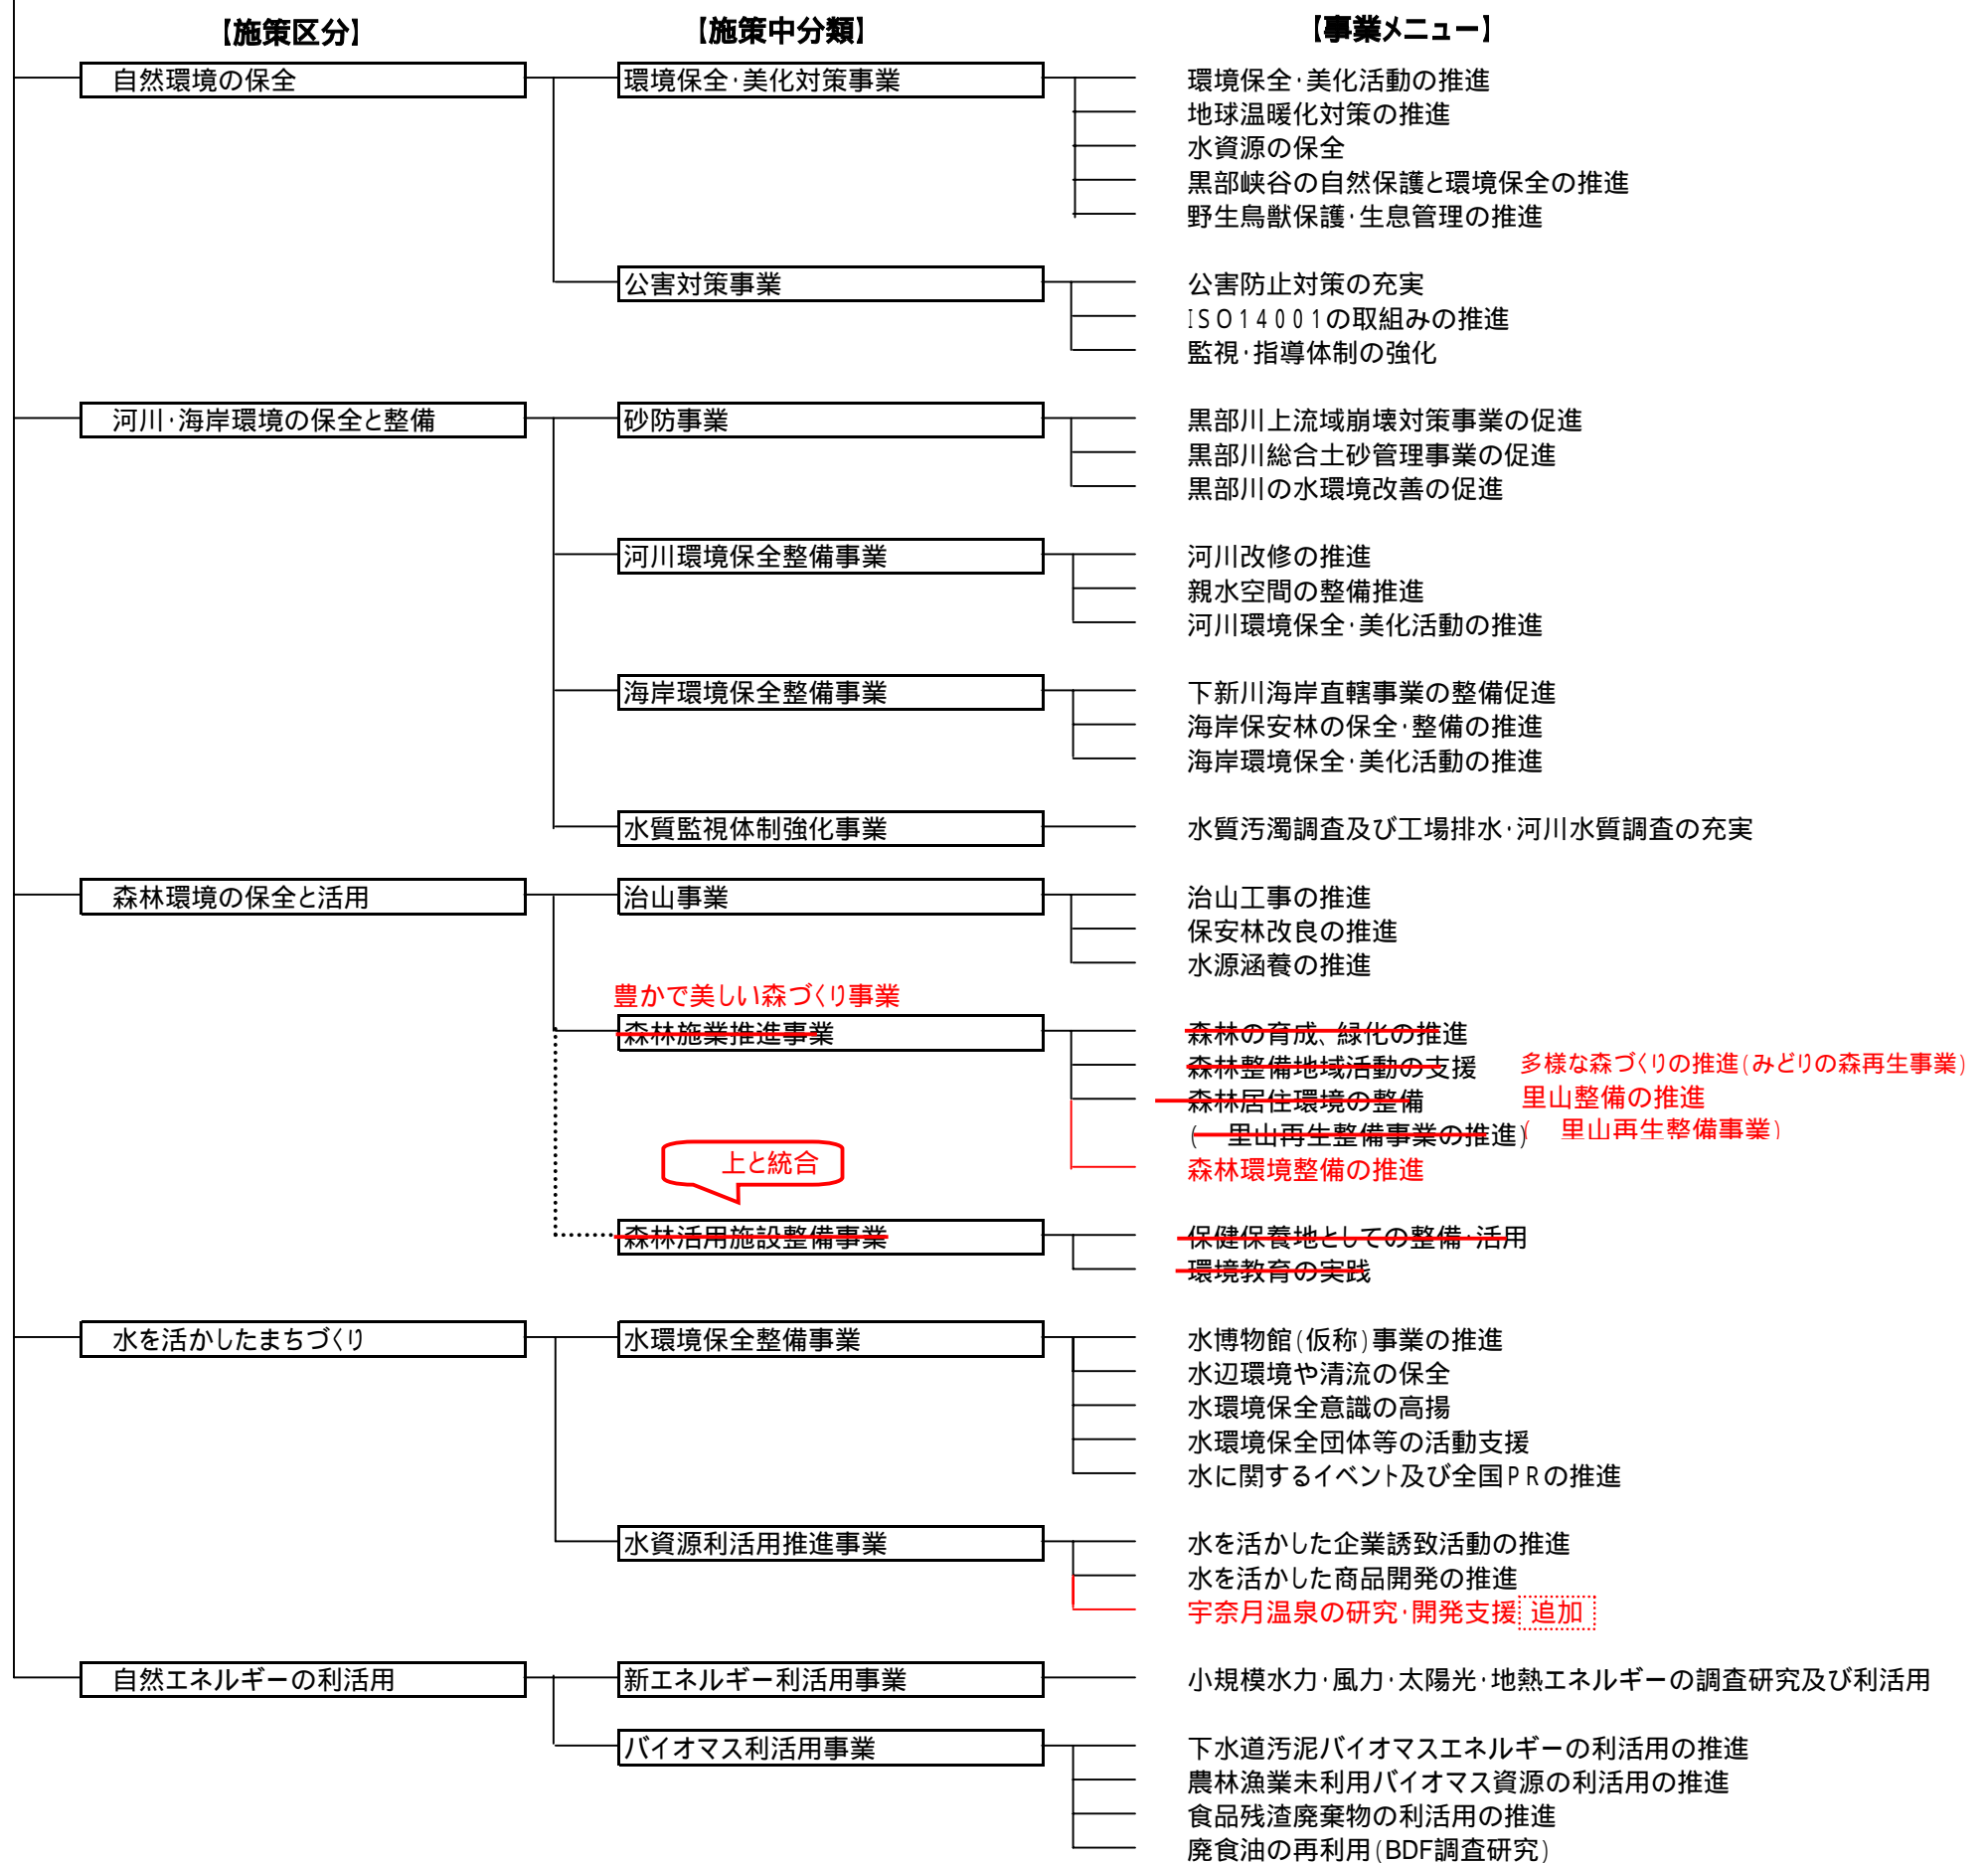 【施策区分】 【施策中分類】 【事業メニュー】
自然環境の保全 環境保全・美化対策事業 環境保全・美化活動の推進
地球温暖化対策の推進
水資源の保全
黒部峡谷の自然保護と環境保全の推進
野生鳥獣保護・生息管理の推進
公害対策事業 公害防止対策の充実
ISO14001の取組みの推進
監視・指導体制の強化
河川・海岸環境の保全と整備 砂防事業 黒部川上流域崩壊対策事業の促進
黒部川総合土砂管理事業の促進
黒部川の水環境改善の促進
河川環境保全整備事業 河川改修の推進
親水空間の整備推進
河川環境保全・美化活動の推進
海岸環境保全整備事業 下新川海岸直轄事業の整備促進
海岸保安林の保全・整備の推進
海岸環境保全・美化活動の推進
水質監視体制強化事業 水質汚濁調査及び工場排水・河川水質調査の充実
森林環境の保全と活用 治山事業 治山工事の推進
保安林改良の推進
水源涵養の推進
豊かで美しい森づくり事業
森林施業推進事業 森林の育成、緑化の推進
森林整備地域活動の支援 多様な森づくりの推進(みどりの森再生事業)
森林居住環境の整備 里山整備の推進
( 里山再生整備事業の推進) ( 里山再生整備事業)
上と統合 森林環境整備の推進
森林活用施設整備事業 保健保養地としての整備・活用
環境教育の実践
水を活かしたまちづくり 水環境保全整備事業 水博物館(仮称)事業の推進
水辺環境や清流の保全
水環境保全意識の高揚
水環境保全団体等の活動支援
水に関するイベント及び全国PRの推進
水資源利活用推進事業 水を活かした企業誘致活動の推進
水を活かした商品開発の推進
宇奈月温泉の研究・開発支援 追加
自然エネルギーの利活用 新エネルギー利活用事業 小規模水力・風力・太陽光・地熱エネルギーの調査研究及び利活用
バイオマス利活用事業 下水道汚泥バイオマスエネルギーの利活用の推進
農林漁業未利用バイオマス資源の利活用の推進
食品残渣廃棄物の利活用の推進
廃食油の再利用(BDF調査研究)